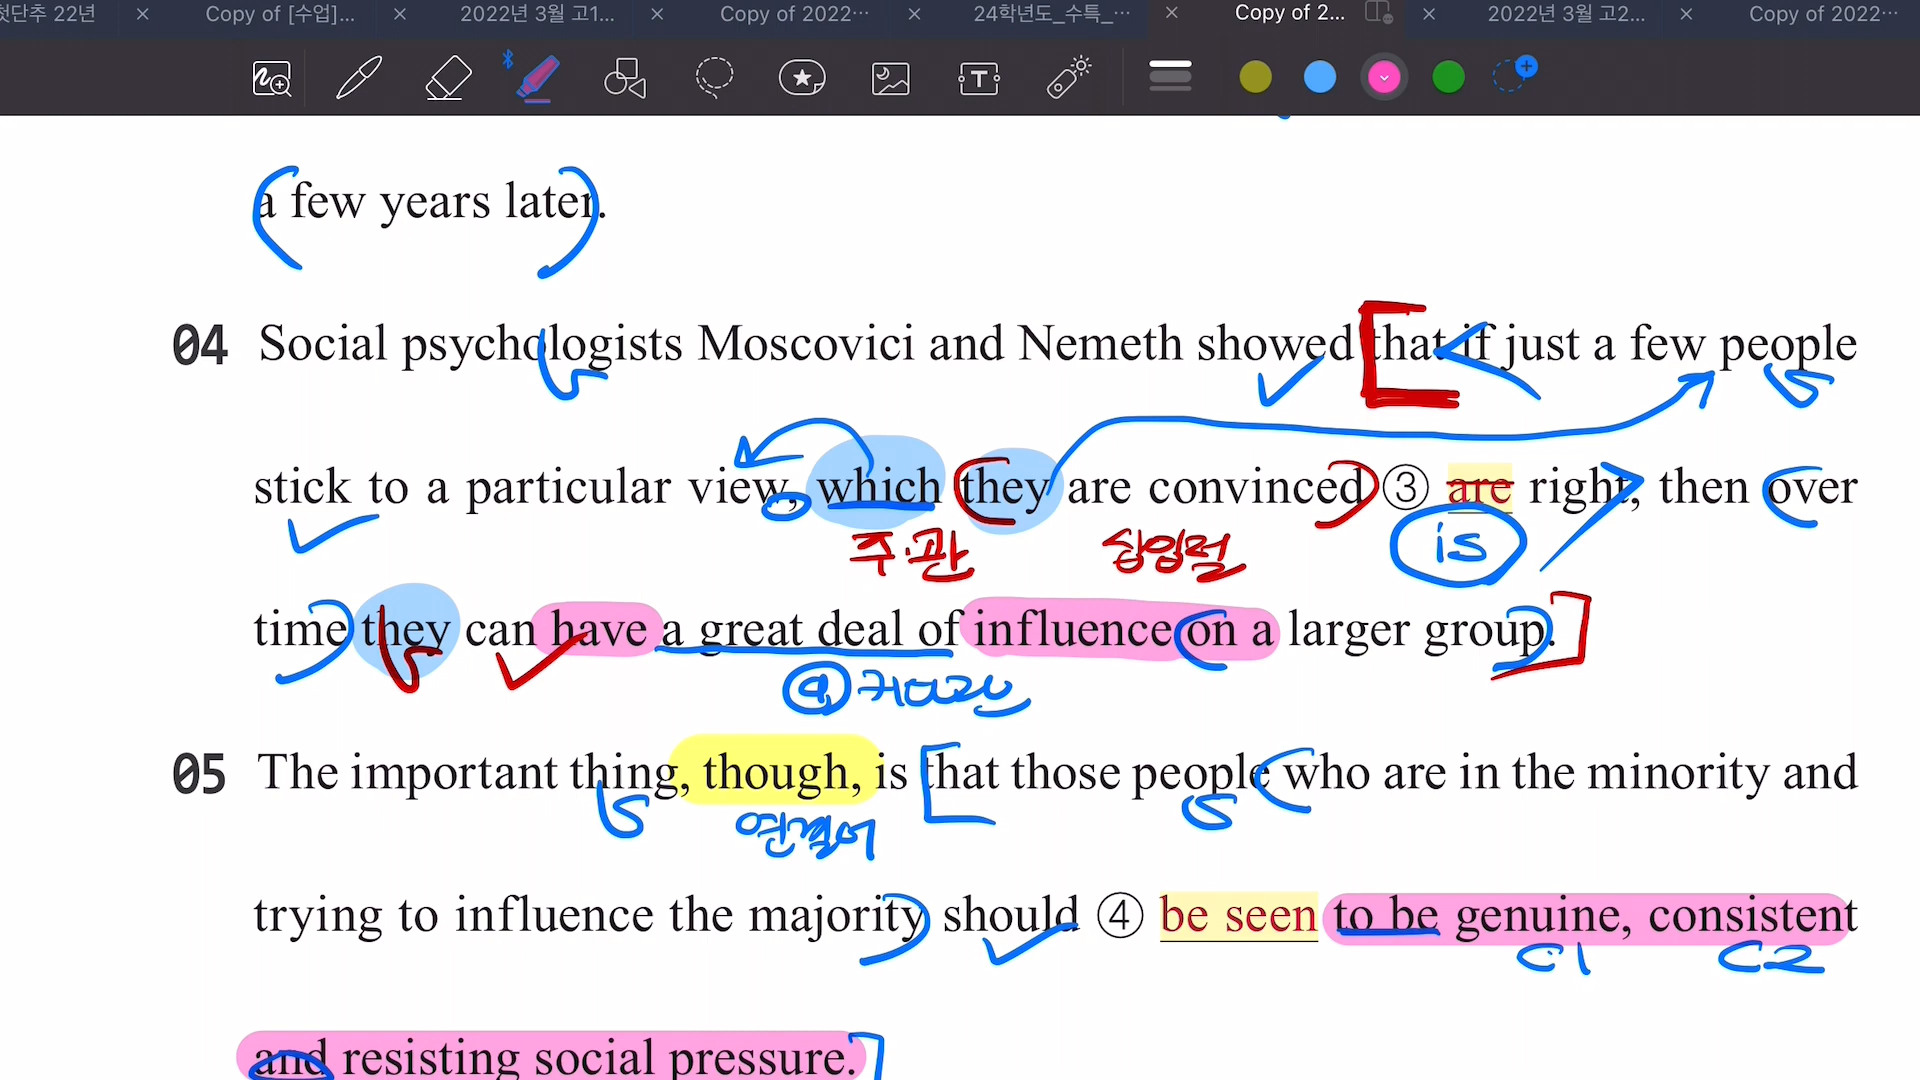 첫단추 22년 × Copy of [수업]... × 2022년 3월 고1... × Copy of 2022... × 24학년도_수특_... × Copy of 2... × 2022년 3월 고2... × Copy of 2022...
a few years later.
04 Social psychologists Moscovici and Nemeth showed that if just a few people
stick to a particular view, which they are convinced ③ are right, then over
주·관 삽입절 is
time they can have a great deal of influence on a larger group.
05 The important thing, though, is that those people who are in the minority and
S 연결어 S
trying to influence the majority should ④ be seen to be genuine, consistent
C1 C2
and resisting social pressure.